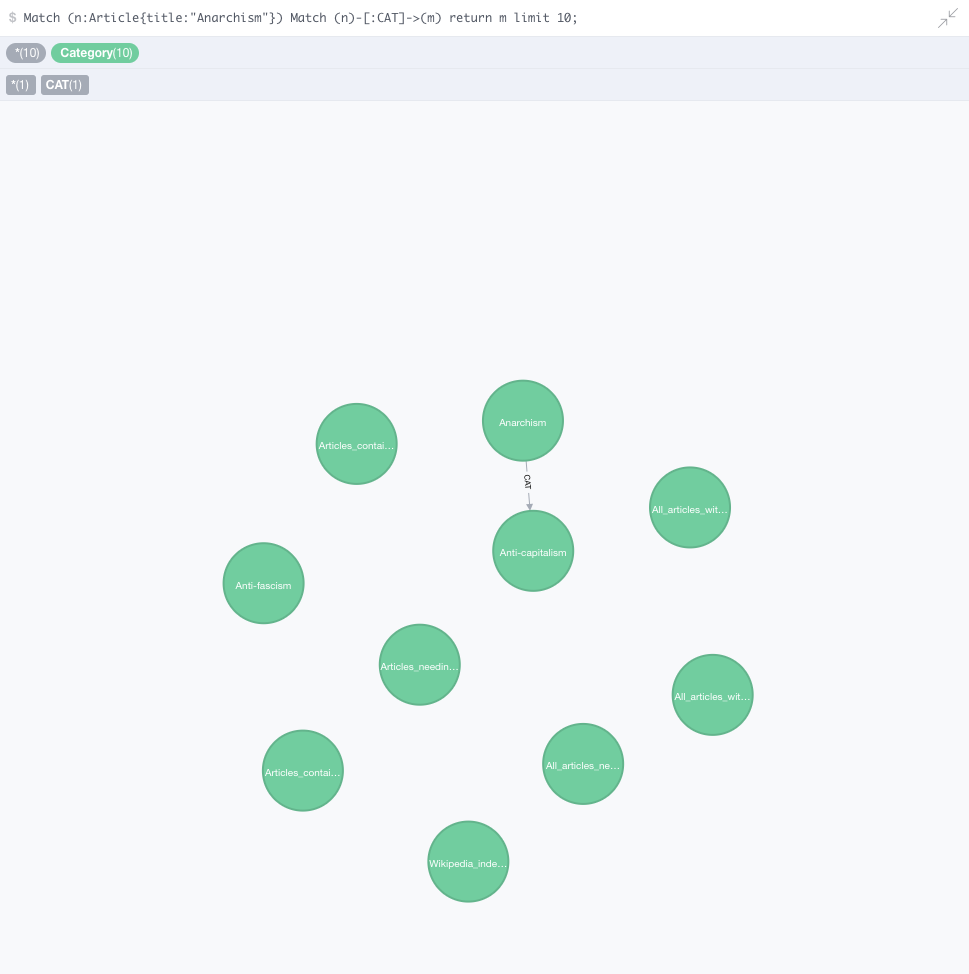 $ Match (n:Article{title:"Anarchism"}) Match (n)-[:CAT]->(m) return m limit 10;
*(10) Category(10)
*(1) CAT(1)
Anarchism
Articles_contai...
CAT
All_articles_wit...
Anti-capitalism
Anti-fascism
Articles_needin...
All_articles_wit...
All_articles_ne...
Articles_contai...
Wikipedia_inde...